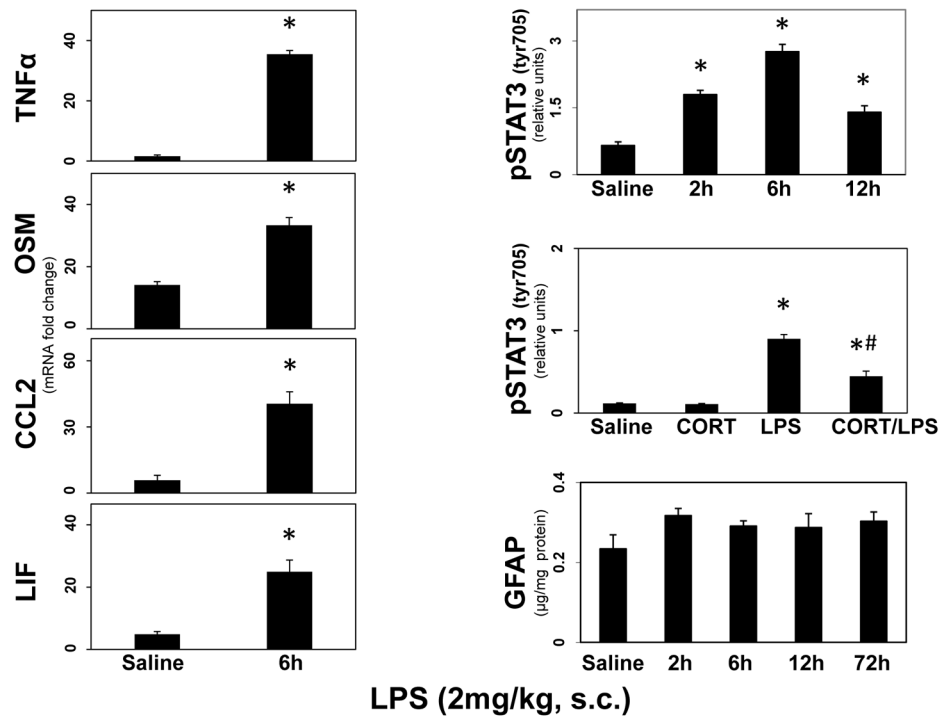 TNFα
40
20
0
*
OSM
(mRNA fold change)
40
20
0
*
CCL2
60
30
0
*
LIF
40
20
0
*
Saline 6h
pSTAT3 (tyr705)
(relative units)
3
1.5
0
* * *
Saline 2h 6h 12h
pSTAT3 (tyr705)
(relative units)
2
1
0
* *#
Saline CORT LPS CORT/LPS
GFAP
(µg/mg protein)
0.4
0.2
0
Saline 2h 6h 12h 72h
LPS (2mg/kg, s.c.)